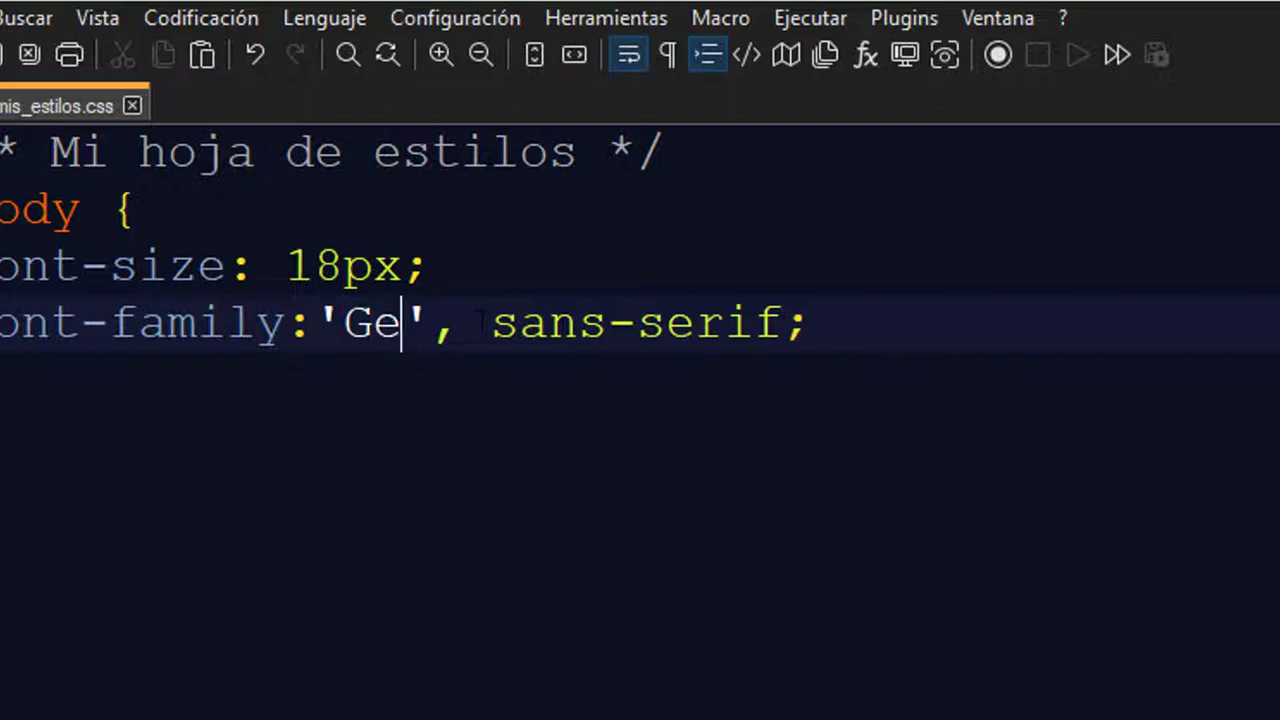 Buscar Vista Codificación Lenguaje Configuración Herramientas Macro Ejecutar Plugins Ventana ?
mis_estilos.css
* Mi hoja de estilos */
ody {
ont-size: 18px;
ont-family:'Ge', sans-serif;